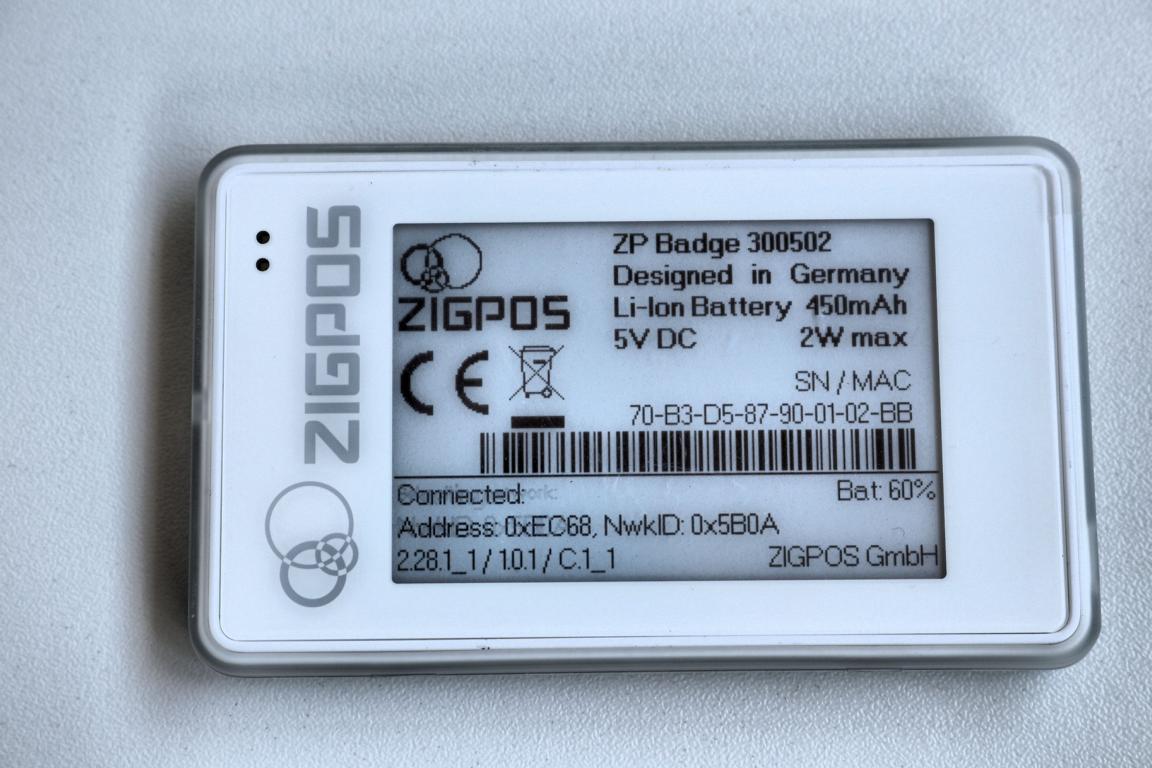 ZIGPOS
ZIGPOS
ZP Badge 300502
Designed in Germany
Li-Ion Battery 450mAh
5V DC 2W max
CE
SN / MAC
70-B3-D5-87-90-01-02-BB
Connected: Bat: 60%
Address: 0xEC68, NwkID: 0x5B0A
2.28.1_1 / 1.0.1 / C.1_1 ZIGPOS GmbH